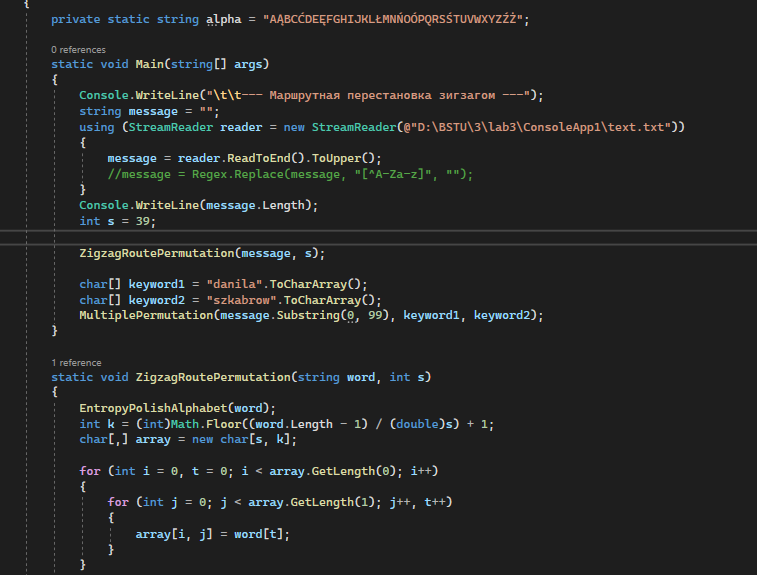 {
private static string alpha = "AĄBCĆDEĘFGHIJKLŁMNŃOÓPQRSŚTUVWXYZŹŻ";
0 references
static void Main(string[] args)
{
Console.WriteLine("\t\t--- Маршрутная перестановка зигзагом ---");
string message = "";
using (StreamReader reader = new StreamReader(@"D:\BSTU\3\lab3\ConsoleApp1\text.txt"))
{
message = reader.ReadToEnd().ToUpper();
//message = Regex.Replace(message, "[^A-Za-z]", "");
}
Console.WriteLine(message.Length);
int s = 39;
ZigzagRoutePermutation(message, s);
char[] keyword1 = "danila".ToCharArray();
char[] keyword2 = "szkabrow".ToCharArray();
MultiplePermutation(message.Substring(0, 99), keyword1, keyword2);
}
1 reference
static void ZigzagRoutePermutation(string word, int s)
{
EntropyPolishAlphabet(word);
int k = (int)Math.Floor((word.Length - 1) / (double)s) + 1;
char[,] array = new char[s, k];
for (int i = 0, t = 0; i < array.GetLength(0); i++)
{
for (int j = 0; j < array.GetLength(1); j++, t++)
{
array[i, j] = word[t];
}
}